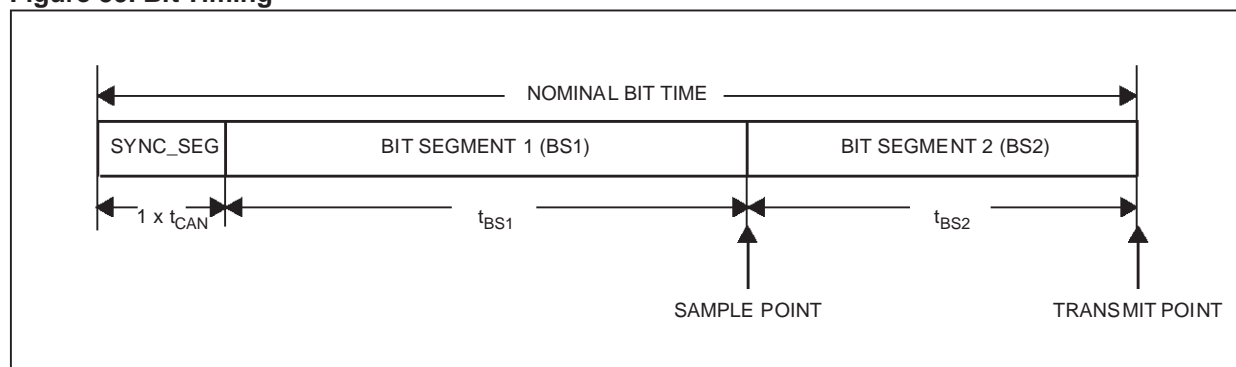 NOMINAL BIT TIME
SYNC_SEG BIT SEGMENT 1 (BS1) BIT SEGMENT 2 (BS2)
1 x tCAN tBS1 tBS2
SAMPLE POINT TRANSMIT POINT